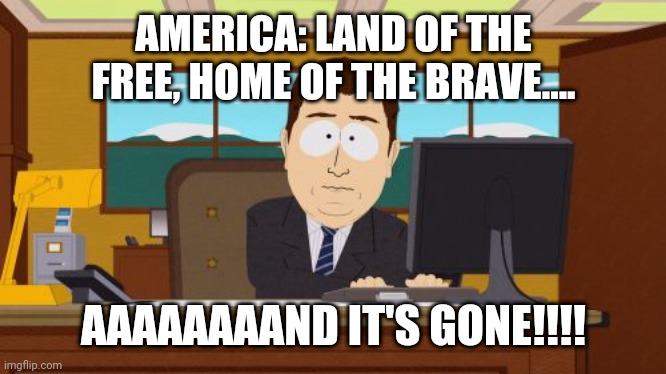 AMERICA: LAND OF THE
FREE, HOME OF THE BRAVE....
AAAAAAAAND IT'S GONE!!!!
imgflip.com